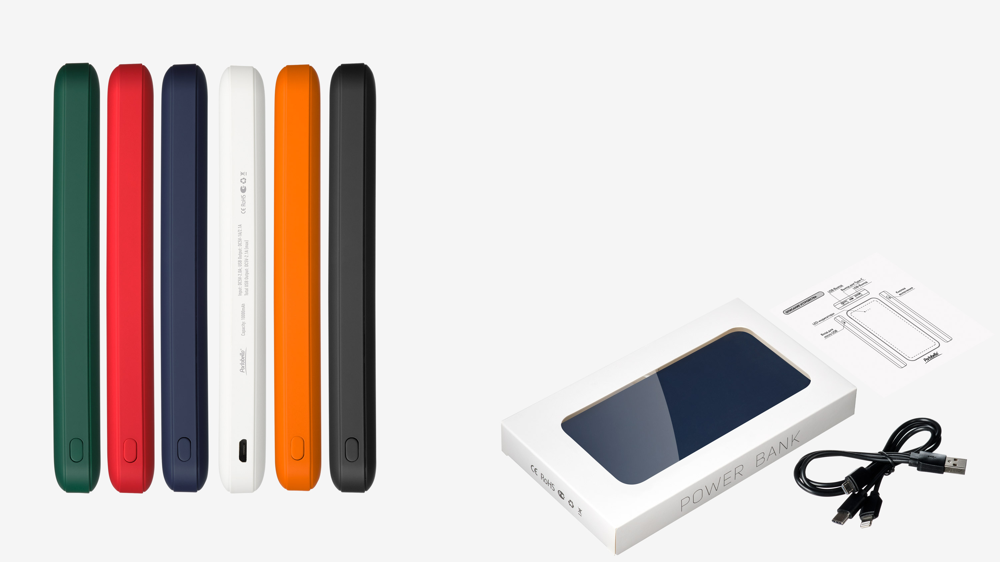 Portobello®
Capacity: 10000mAh
Input: DC5V-2.0A; USB Output: DC5V-1A/2.1A
Total USB Output: DC5V-2.1A (max)
CE RoHS
ОПИСАНИЕ УСТРОЙСТВА
USB-Выход
Выход для Type-C
USB-Выход
Кнопка
включения
LED-индикаторы
Вход для
micro-USB
Portobello®
POWER BANK
CE RoHS